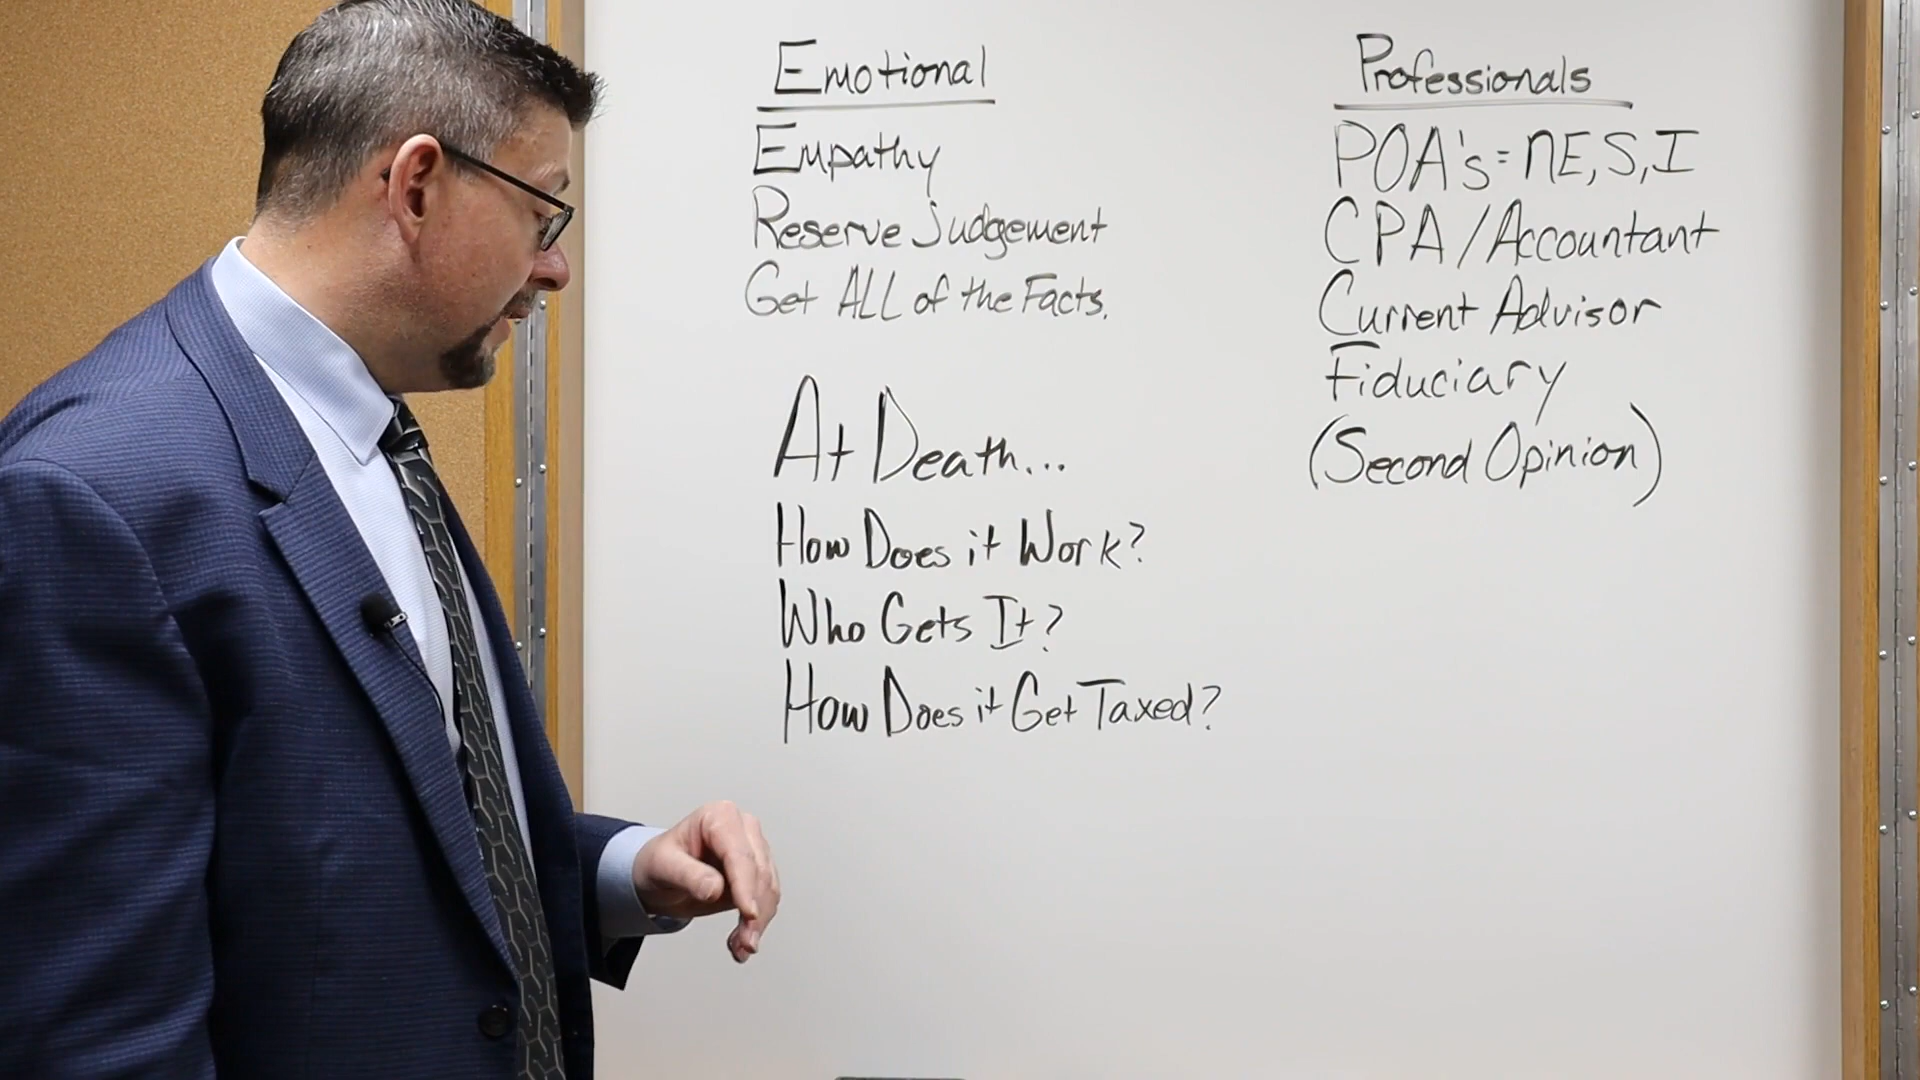 Emotional
Empathy
Reserve Judgement
Get ALL of the Facts.
At Death...
How Does it Work?
Who Gets It?
How Does it Get Taxed?
Professionals
POA's = NE, S, I
CPA / Accountant
Current Advisor
Fiduciary
(Second Opinion)